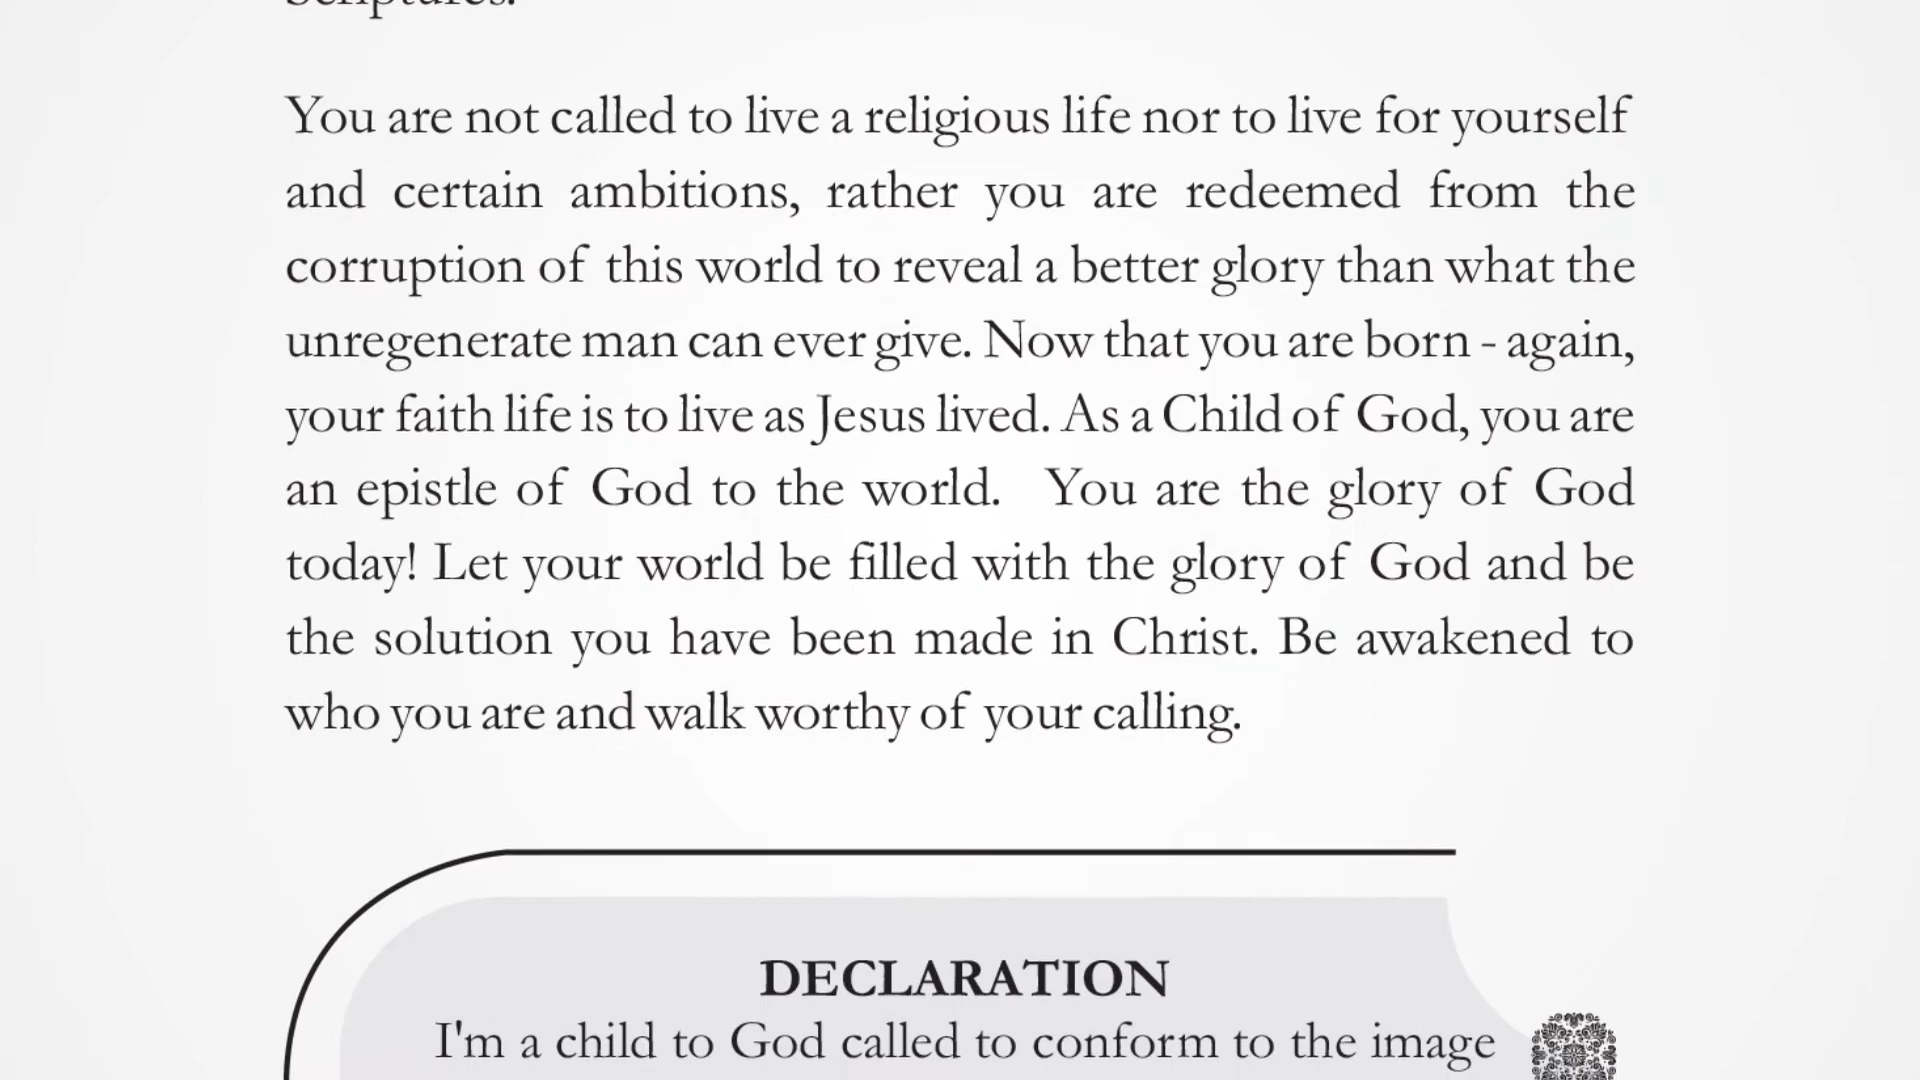 Scriptures.
You are not called to live a religious life nor to live for yourself
and certain ambitions, rather you are redeemed from the
corruption of this world to reveal a better glory than what the
unregenerate man can ever give. Now that you are born - again,
your faith life is to live as Jesus lived. As a Child of God, you are
an epistle of God to the world. You are the glory of God
today! Let your world be filled with the glory of God and be
the solution you have been made in Christ. Be awakened to
who you are and walk worthy of your calling.
DECLARATION
I'm a child to God called to conform to the image